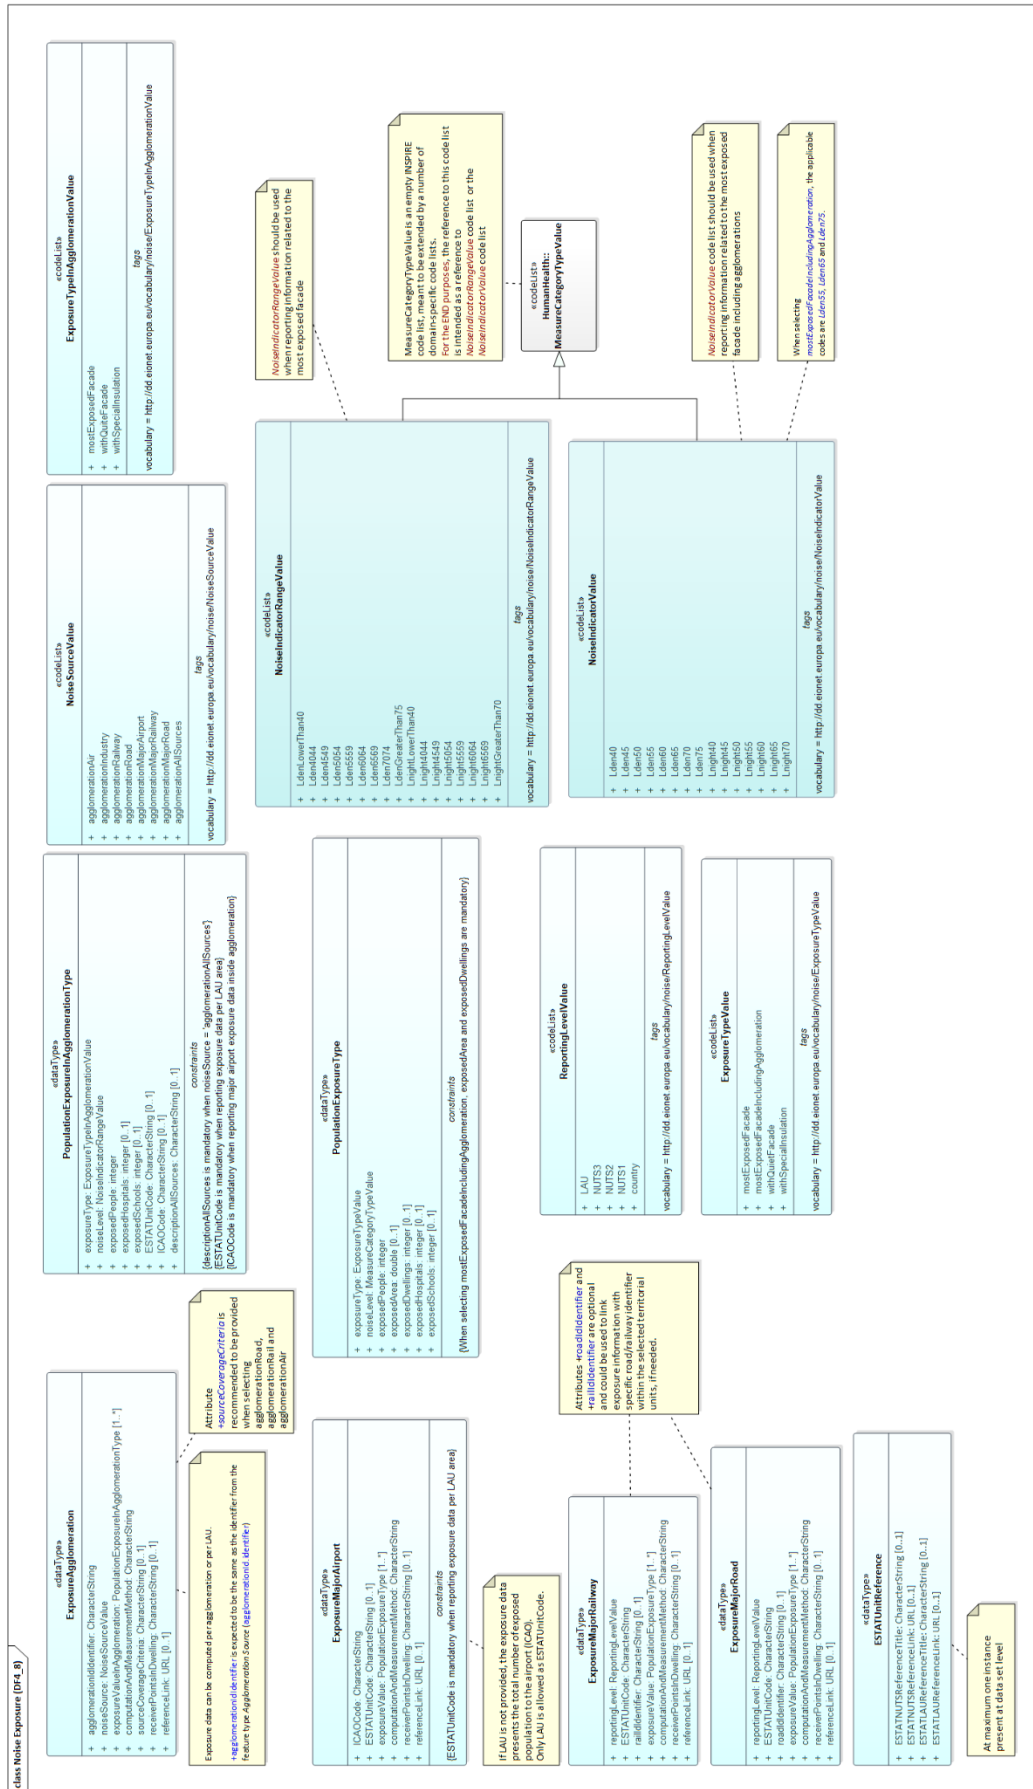 class Noise Exposure [DF4_8]
«dataType»
ExposureAgglomeration
+ agglomerationIdIdentifier: CharacterString
+ noiseSource: NoiseSourceValue
+ exposureValueInAgglomeration: PopulationExposureInAgglomerationType [1..*]
+ computationAndMeasurementMethod: CharacterString
+ sourceCoverageCriteria: CharacterString [0..1]
+ receiverPointsInDwelling: CharacterString [0..1]
+ referenceLink: URL [0..1]
Exposure data can be computed per agglomeration or per LAU.
+agglomerationIdIdentifier is expected to be the same as the identifier from the
feature type Agglomeration Source (agglomerationId.identifier)
Attribute
+sourceCoverageCriteria is
recommended to be provided
when selecting
agglomerationRoad,
agglomerationRail and
agglomerationAir
«dataType»
PopulationExposureInAgglomerationType
+ exposureType: ExposureTypeInAgglomerationValue
+ noiseLevel: NoiseIndicatorRangeValue
+ exposedPeople: integer
+ exposedHospitals: integer [0..1]
+ exposedSchools: integer [0..1]
+ ESTATUnitCode: CharacterString [0..1]
+ ICAOCode: CharacterString [0..1]
+ descriptionAllSources: CharacterString [0..1]
constraints
{descriptionAllSources is mandatory when noiseSource = 'agglomerationAllSources'}
{ESTATUnitCode is mandatory when reporting exposure data per LAU area}
{ICAOCode is mandatory when reporting major airport exposure data inside agglomeration}
«codeList»
NoiseSourceValue
+ agglomerationAir
+ agglomerationIndustry
+ agglomerationRailway
+ agglomerationRoad
+ agglomerationMajorAirport
+ agglomerationMajorRailway
+ agglomerationMajorRoad
+ agglomerationAllSources
tags
vocabulary = http://dd.eionet.europa.eu/vocabulary/noise/NoiseSourceValue
«codeList»
ExposureTypeInAgglomerationValue
+ mostExposedFacade
+ withQuiteFacade
+ withSpecialInsulation
tags
vocabulary = http://dd.eionet.europa.eu/vocabulary/noise/ExposureTypeInAgglomerationValue
«dataType»
ExposureMajorAirport
+ ICAOCode: CharacterString
+ ESTATUnitCode: CharacterString [0..1]
+ exposureValue: PopulationExposureType [1..*]
+ computationAndMeasurementMethod: CharacterString
+ receiverPointsInDwelling: CharacterString [0..1]
+ referenceLink: URL [0..1]
constraints
{ESTATUnitCode is mandatory when reporting exposure data per LAU area}
If LAU is not provided, the exposure data
presents the total number of exposed
population to the airport (ICAO).
Only LAU is allowed as ESTATUnitCode.
«dataType»
PopulationExposureType
+ exposureType: ExposureTypeValue
+ noiseLevel: MeasureCategoryTypeValue
+ exposedPeople: integer
+ exposedArea: double [0..1]
+ exposedDwellings: integer [0..1]
+ exposedHospitals: integer [0..1]
+ exposedSchools: integer [0..1]
constraints
{When selecting mostExposedFacadeIncludingAgglomeration, exposedArea and exposedDwellings are mandatory}
«codeList»
NoiseIndicatorRangeValue
+ LdenLowerThan40
+ Lden4044
+ Lden4549
+ Lden5054
+ Lden5559
+ Lden6064
+ Lden6569
+ Lden7074
+ LdenGreaterThan75
+ LnightLowerThan40
+ Lnight4044
+ Lnight4549
+ Lnight5054
+ Lnight5559
+ Lnight6064
+ Lnight6569
+ LnightGreaterThan70
tags
vocabulary = http://dd.eionet.europa.eu/vocabulary/noise/NoiseIndicatorRangeValue
NoiseIndicatorRangeValue should be used
when reporting information related to the
most exposed facade
MeasureCategoryTypeValue is an empty INSPIRE
code list, meant to be extended by a number of
domain-specific code lists.
For the END purposes, the reference to this code list
is intended as a reference to
NoiseIndicatorRangeValue code list or the
NoiseIndicatorValue code list
«codeList»
HumanHealth::
MeasureCategoryTypeValue
«dataType»
ExposureMajorRailway
+ reportingLevel: ReportingLevelValue
+ ESTATUnitCode: CharacterString
+ railIdIdentifier: CharacterString [0..1]
+ exposureValue: PopulationExposureType [1..*]
+ computationAndMeasurementMethod: CharacterString
+ receiverPointsInDwelling: CharacterString [0..1]
+ referenceLink: URL [0..1]
Attributes +roadIdIdentifier and
+railIdIdentifier are optional
and could be used to link
exposure information with
specific road/railway identifier
within the selected territorial
units, if needed.
«codeList»
ReportingLevelValue
+ LAU
+ NUTS3
+ NUTS2
+ NUTS1
+ country
tags
vocabulary = http://dd.eionet.europa.eu/vocabulary/noise/ReportingLevelValue
«codeList»
NoiseIndicatorValue
+ Lden40
+ Lden45
+ Lden50
+ Lden55
+ Lden60
+ Lden65
+ Lden70
+ Lden75
+ Lnight40
+ Lnight45
+ Lnight50
+ Lnight55
+ Lnight60
+ Lnight65
+ Lnight70
tags
vocabulary = http://dd.eionet.europa.eu/vocabulary/noise/NoiseIndicatorValue
NoiseIndicatorValue code list should be used when
reporting information related to the most exposed
facade including agglomerations
When selecting
mostExposedFacadeIncludingAgglomeration, the applicable
codes are Lden55, Lden65 and Lden75.
«dataType»
ExposureMajorRoad
+ reportingLevel: ReportingLevelValue
+ ESTATUnitCode: CharacterString
+ roadIdIdentifier: CharacterString [0..1]
+ exposureValue: PopulationExposureType [1..*]
+ computationAndMeasurementMethod: CharacterString
+ receiverPointsInDwelling: CharacterString [0..1]
+ referenceLink: URL [0..1]
«codeList»
ExposureTypeValue
+ mostExposedFacade
+ mostExposedFacadeIncludingAgglomeration
+ withQuietFacade
+ withSpecialInsulation
tags
vocabulary = http://dd.eionet.europa.eu/vocabulary/noise/ExposureTypeValue
«dataType»
ESTATUnitReference
+ ESTATNUTSReferenceTitle: CharacterString [0..1]
+ ESTATNUTSReferenceLink: URL [0..1]
+ ESTATLAUReferenceTitle: CharacterString [0..1]
+ ESTATLAUReferenceLink: URL [0..1]
At maximum one instance
present at data set level